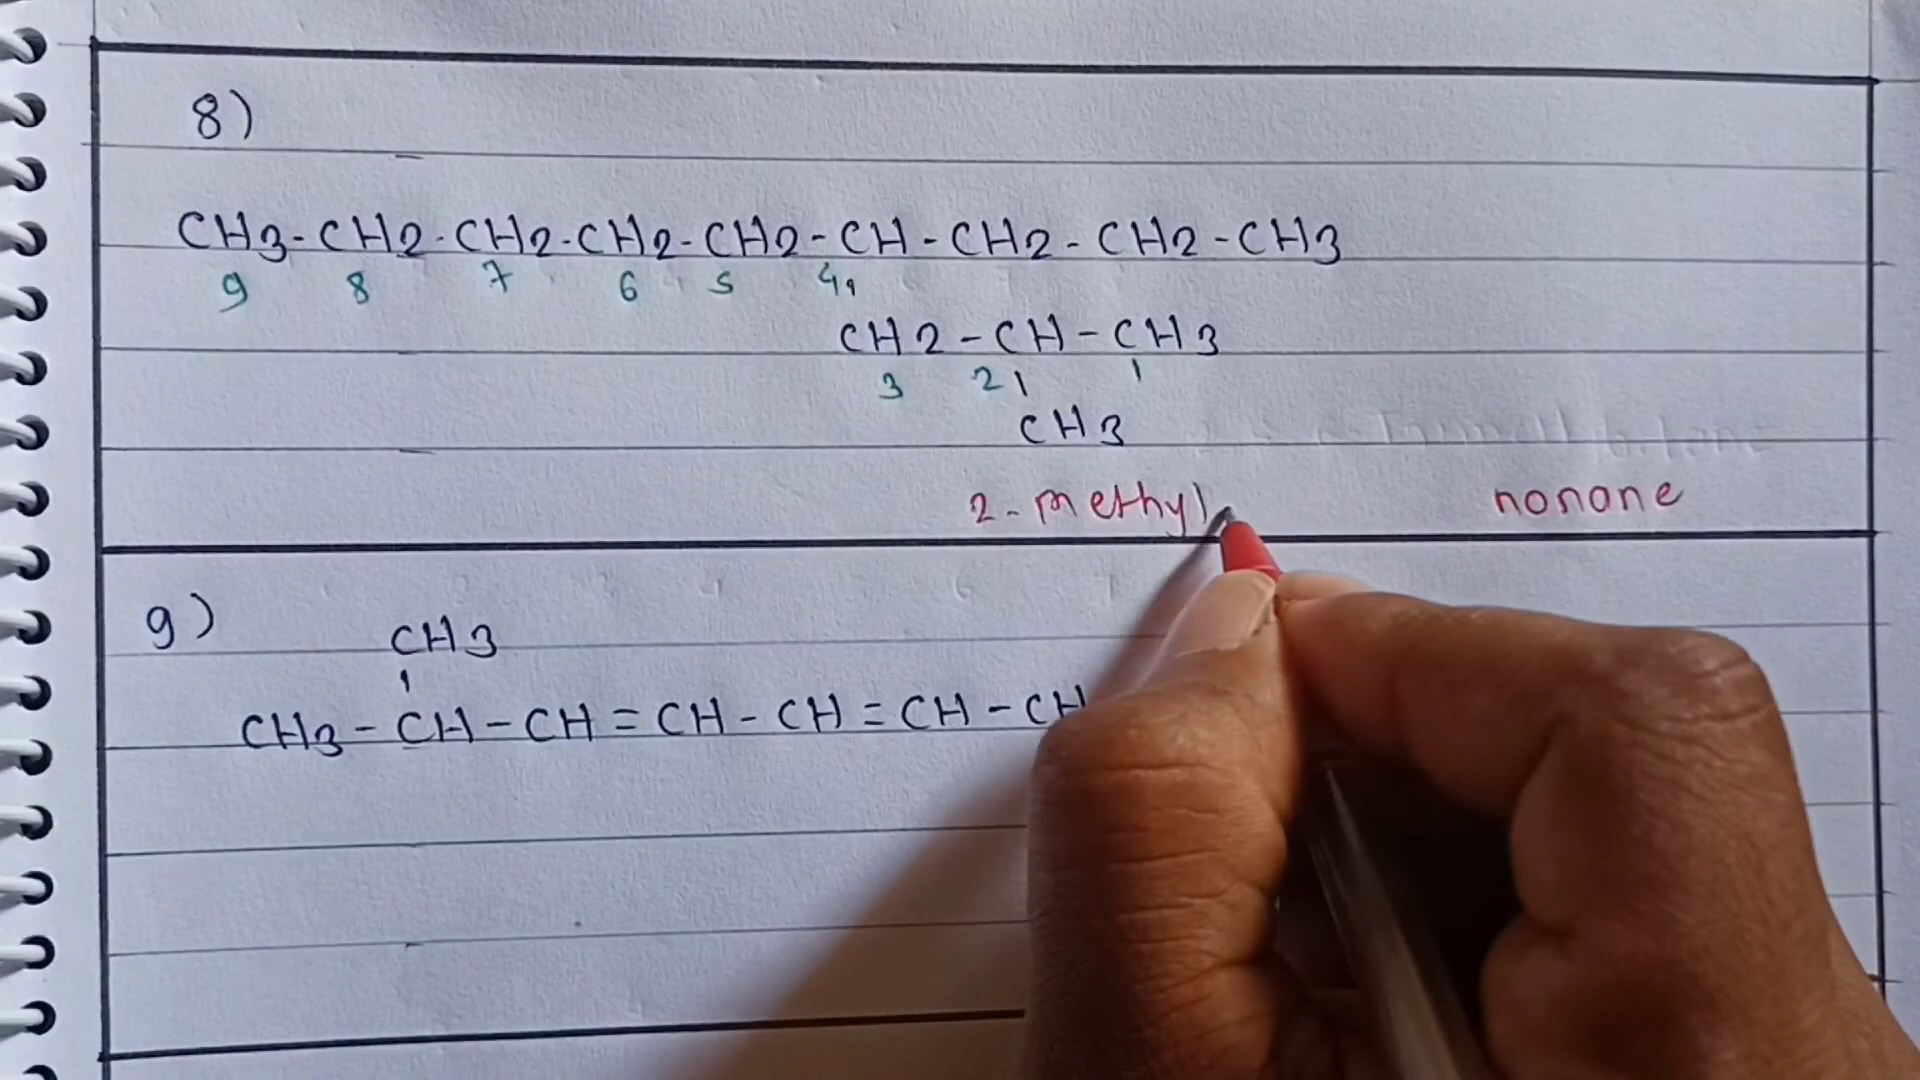 8)
CH3-CH2-CH2-CH2-CH2-CH-CH2-CH2-CH3
9 8 7 6 5 4
CH2-CH-CH3
3 2 1
CH3
2-methyl nonane
9)
CH3
CH3-CH-CH=CH-CH=CH-CH